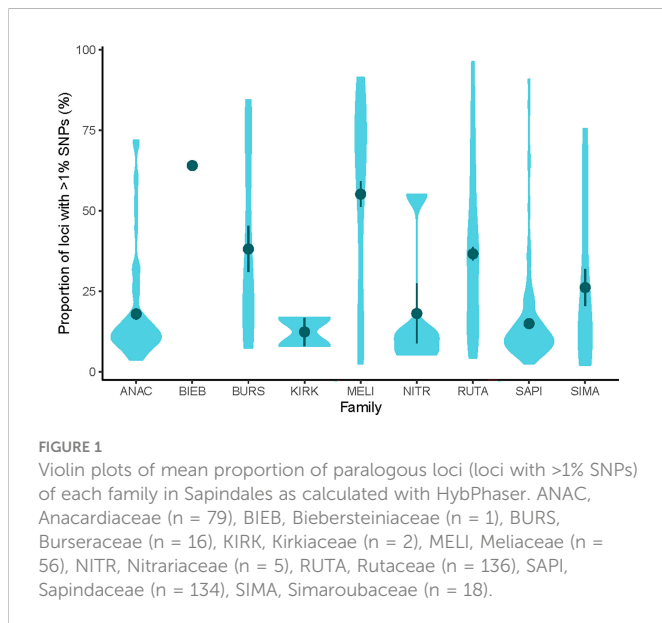 100
75
50
25
0
Proportion of loci with >1% SNPs (%)
ANAC BIEB BURS KIRK MELI NITR RUTA SAPI SIMA
Family
FIGURE 1
Violin plots of mean proportion of paralogous loci (loci with >1% SNPs)
of each family in Sapindales as calculated with HybPhaser. ANAC,
Anacardiaceae (n = 79), BIEB, Biebersteiniaceae (n = 1), BURS,
Burseraceae (n = 16), KIRK, Kirkiaceae (n = 2), MELI, Meliaceae (n =
56), NITR, Nitrariaceae (n = 5), RUTA, Rutaceae (n = 136), SAPI,
Sapindaceae (n = 134), SIMA, Simaroubaceae (n = 18).